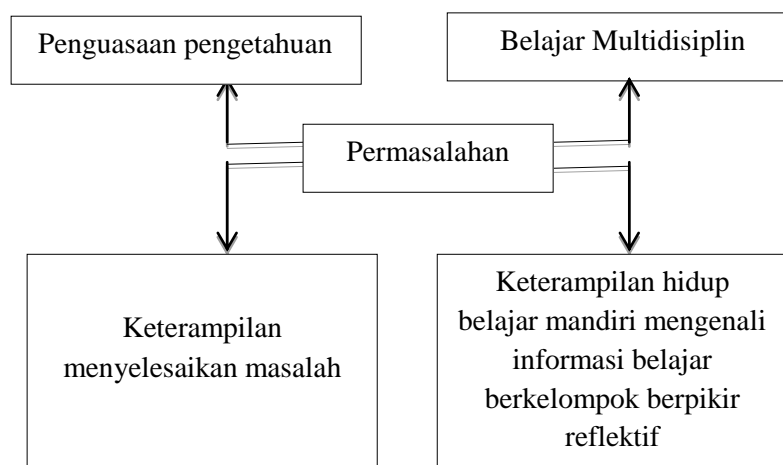 Penguasaan pengetahuan
Belajar Multidisiplin
Permasalahan
Keterampilan
menyelesaikan masalah
Keterampilan hidup
belajar mandiri mengenali
informasi belajar
berkelompok berpikir
reflektif